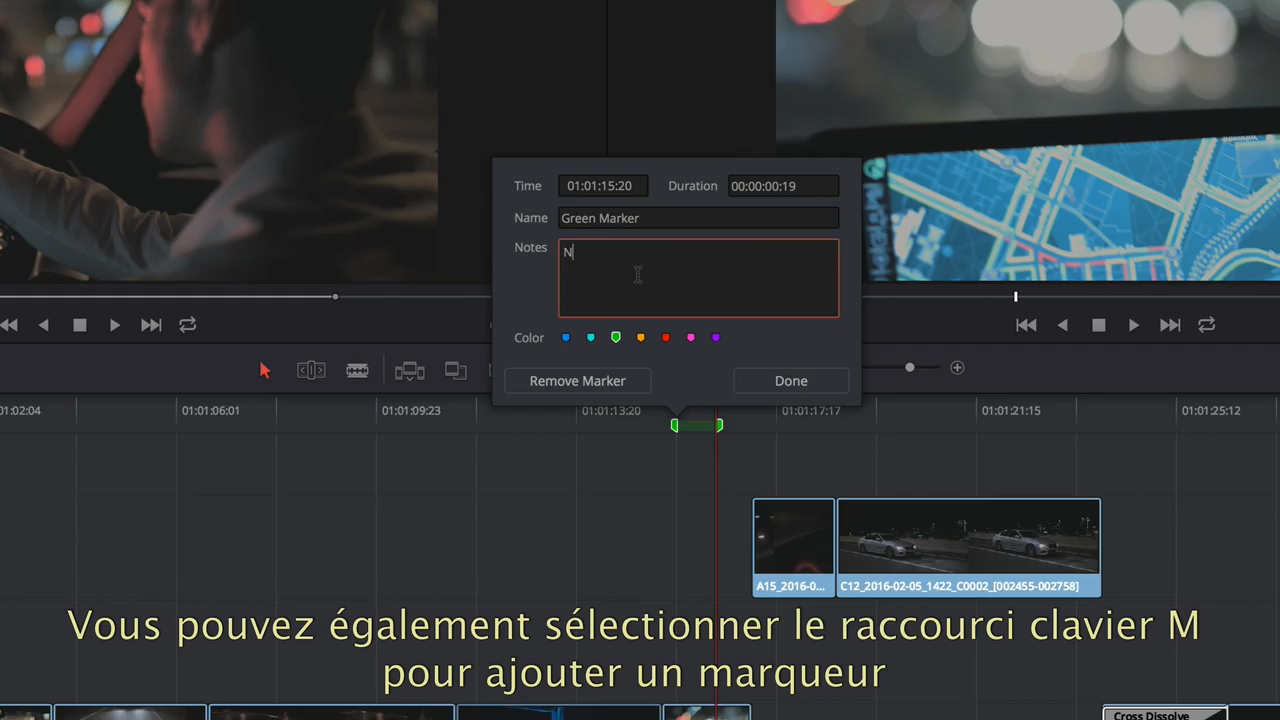 Time 01:01:15:20 Duration 00:00:00:19
Name Green Marker
Notes N
Color
Remove Marker Done
01:02:04 01:01:06:01 01:01:09:23 01:01:13:20 01:01:17:17 01:01:21:15 01:01:25:12
A15_2016-0... C12_2016-02-05_1422_C0002_[002455-002758]
Vous pouvez également sélectionner le raccourci clavier M
pour ajouter un marqueur
Cross Dissolve